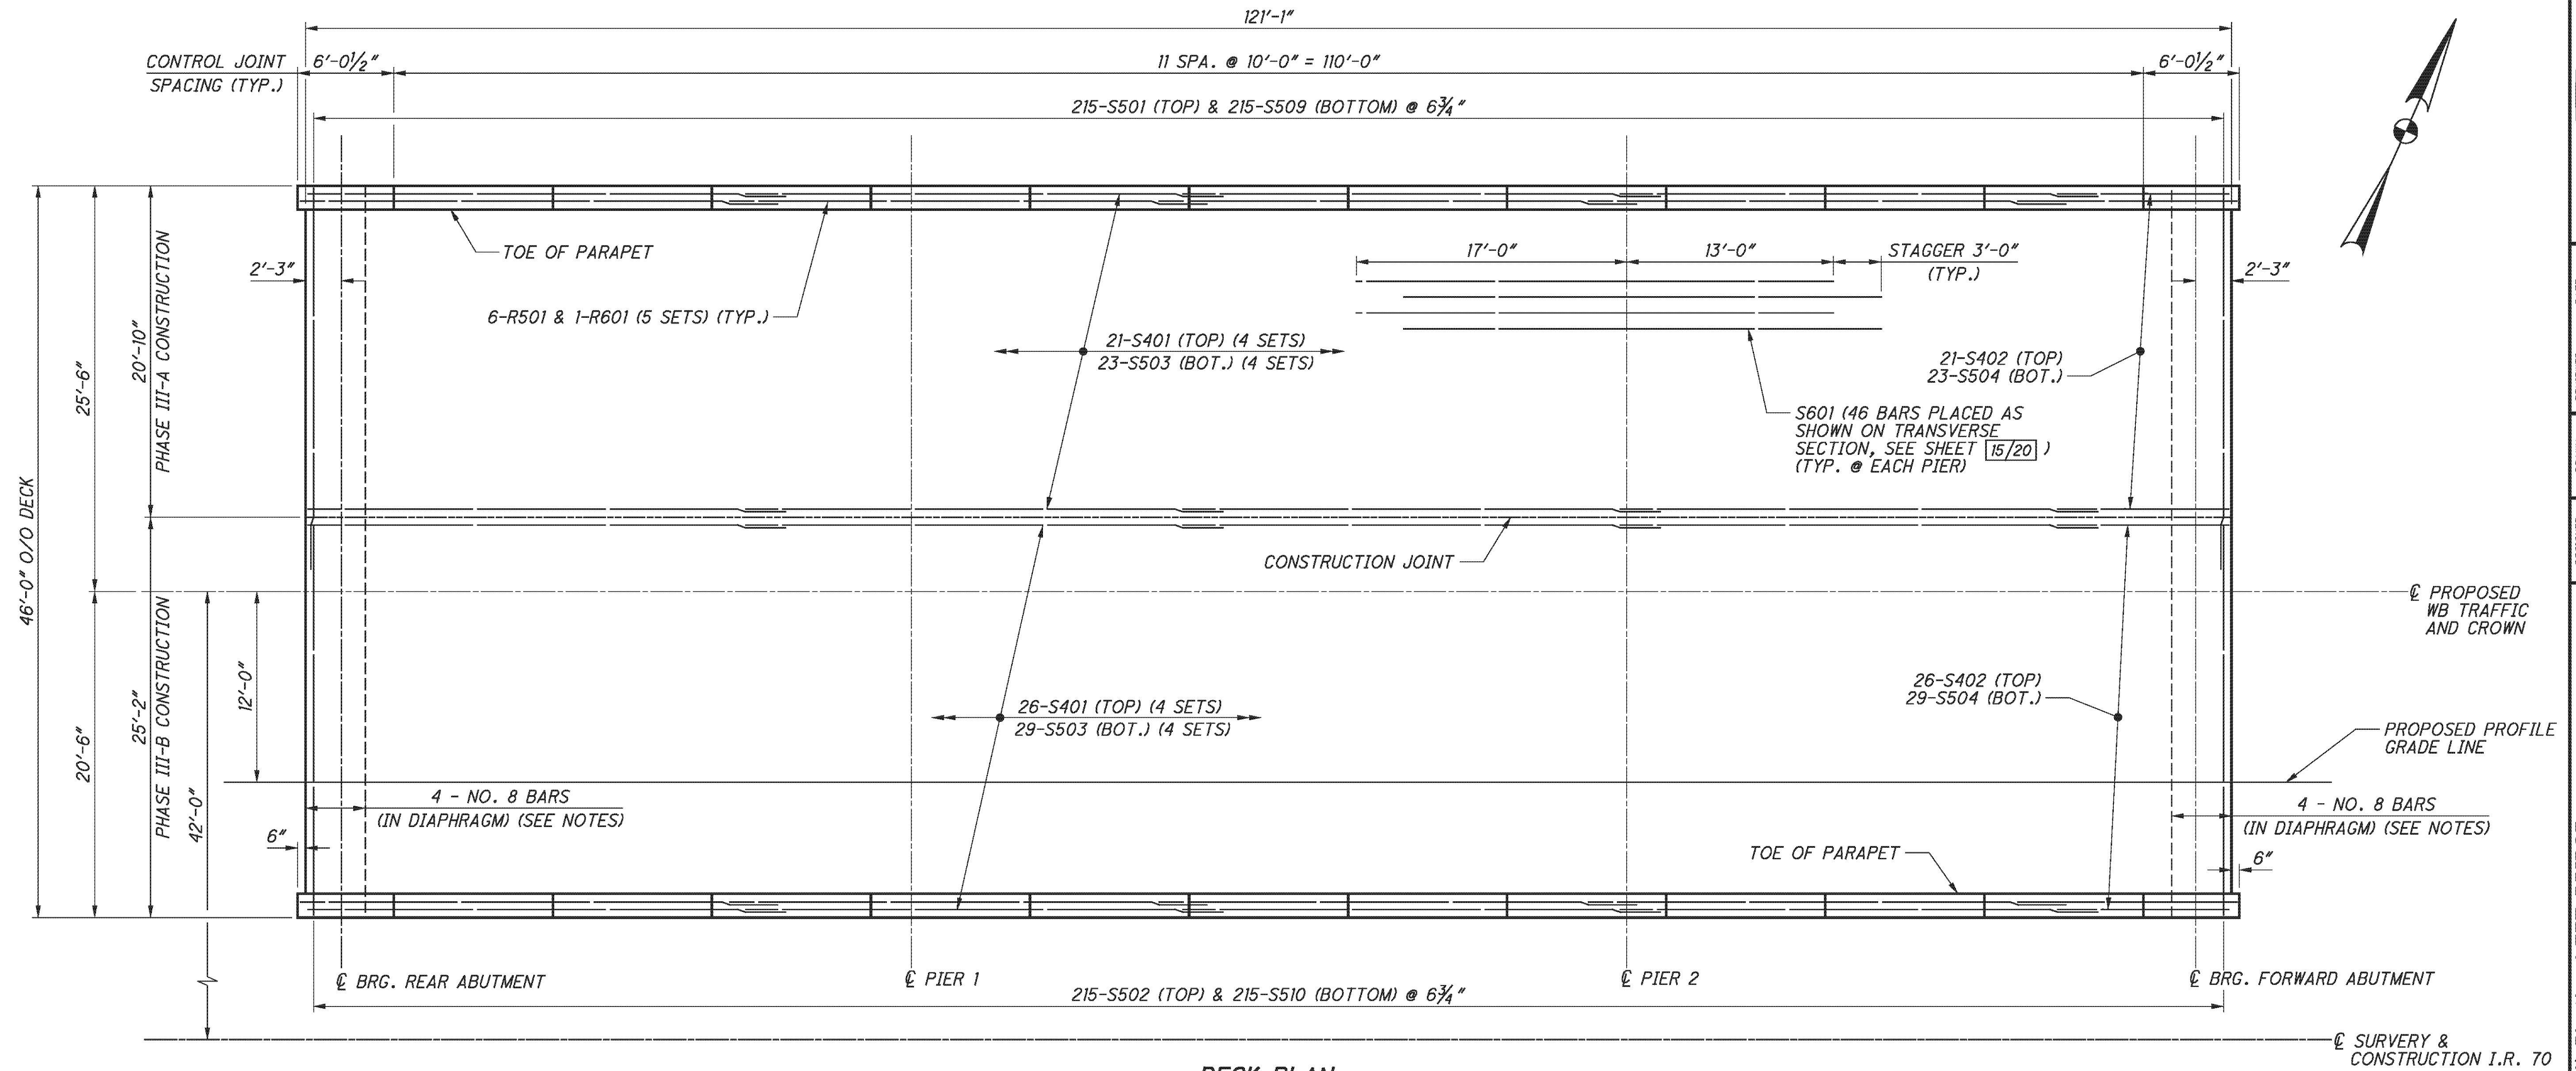 121'-1"
CONTROL JOINT
SPACING (TYP.)
6'-0½"
11 SPA. @ 10'-0" = 110'-0"
6'-0½"
215-S501 (TOP) & 215-S509 (BOTTOM) @ 6¾"
46'-0" O/O DECK
25'-6"
20'-10"
PHASE III-A CONSTRUCTION
TOE OF PARAPET
2'-3"
6-R501 & 1-R601 (5 SETS) (TYP.)
17'-0"
13'-0"
STAGGER 3'-0"
(TYP.)
2'-3"
21-S401 (TOP) (4 SETS)
23-S503 (BOT.) (4 SETS)
21-S402 (TOP)
23-S504 (BOT.)
S601 (46 BARS PLACED AS
SHOWN ON TRANSVERSE
SECTION, SEE SHEET 15/20 )
(TYP. @ EACH PIER)
CONSTRUCTION JOINT
℄ PROPOSED
WB TRAFFIC
AND CROWN
20'-6"
25'-2"
PHASE III-B CONSTRUCTION
42'-0"
12'-0"
26-S401 (TOP) (4 SETS)
29-S503 (BOT.) (4 SETS)
26-S402 (TOP)
29-S504 (BOT.)
PROPOSED PROFILE
GRADE LINE
4 - NO. 8 BARS
(IN DIAPHRAGM) (SEE NOTES)
4 - NO. 8 BARS
(IN DIAPHRAGM) (SEE NOTES)
6"
TOE OF PARAPET
6"
℄ BRG. REAR ABUTMENT
℄ PIER 1
℄ PIER 2
℄ BRG. FORWARD ABUTMENT
215-S502 (TOP) & 215-S510 (BOTTOM) @ 6¾"
℄ SURVERY &
CONSTRUCTION I.R. 70
DECK PLAN